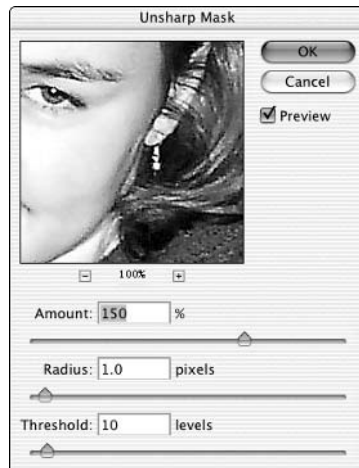 Unsharp Mask
OK
Cancel
Preview
100%
Amount: 150 %
Radius: 1.0 pixels
Threshold: 10 levels